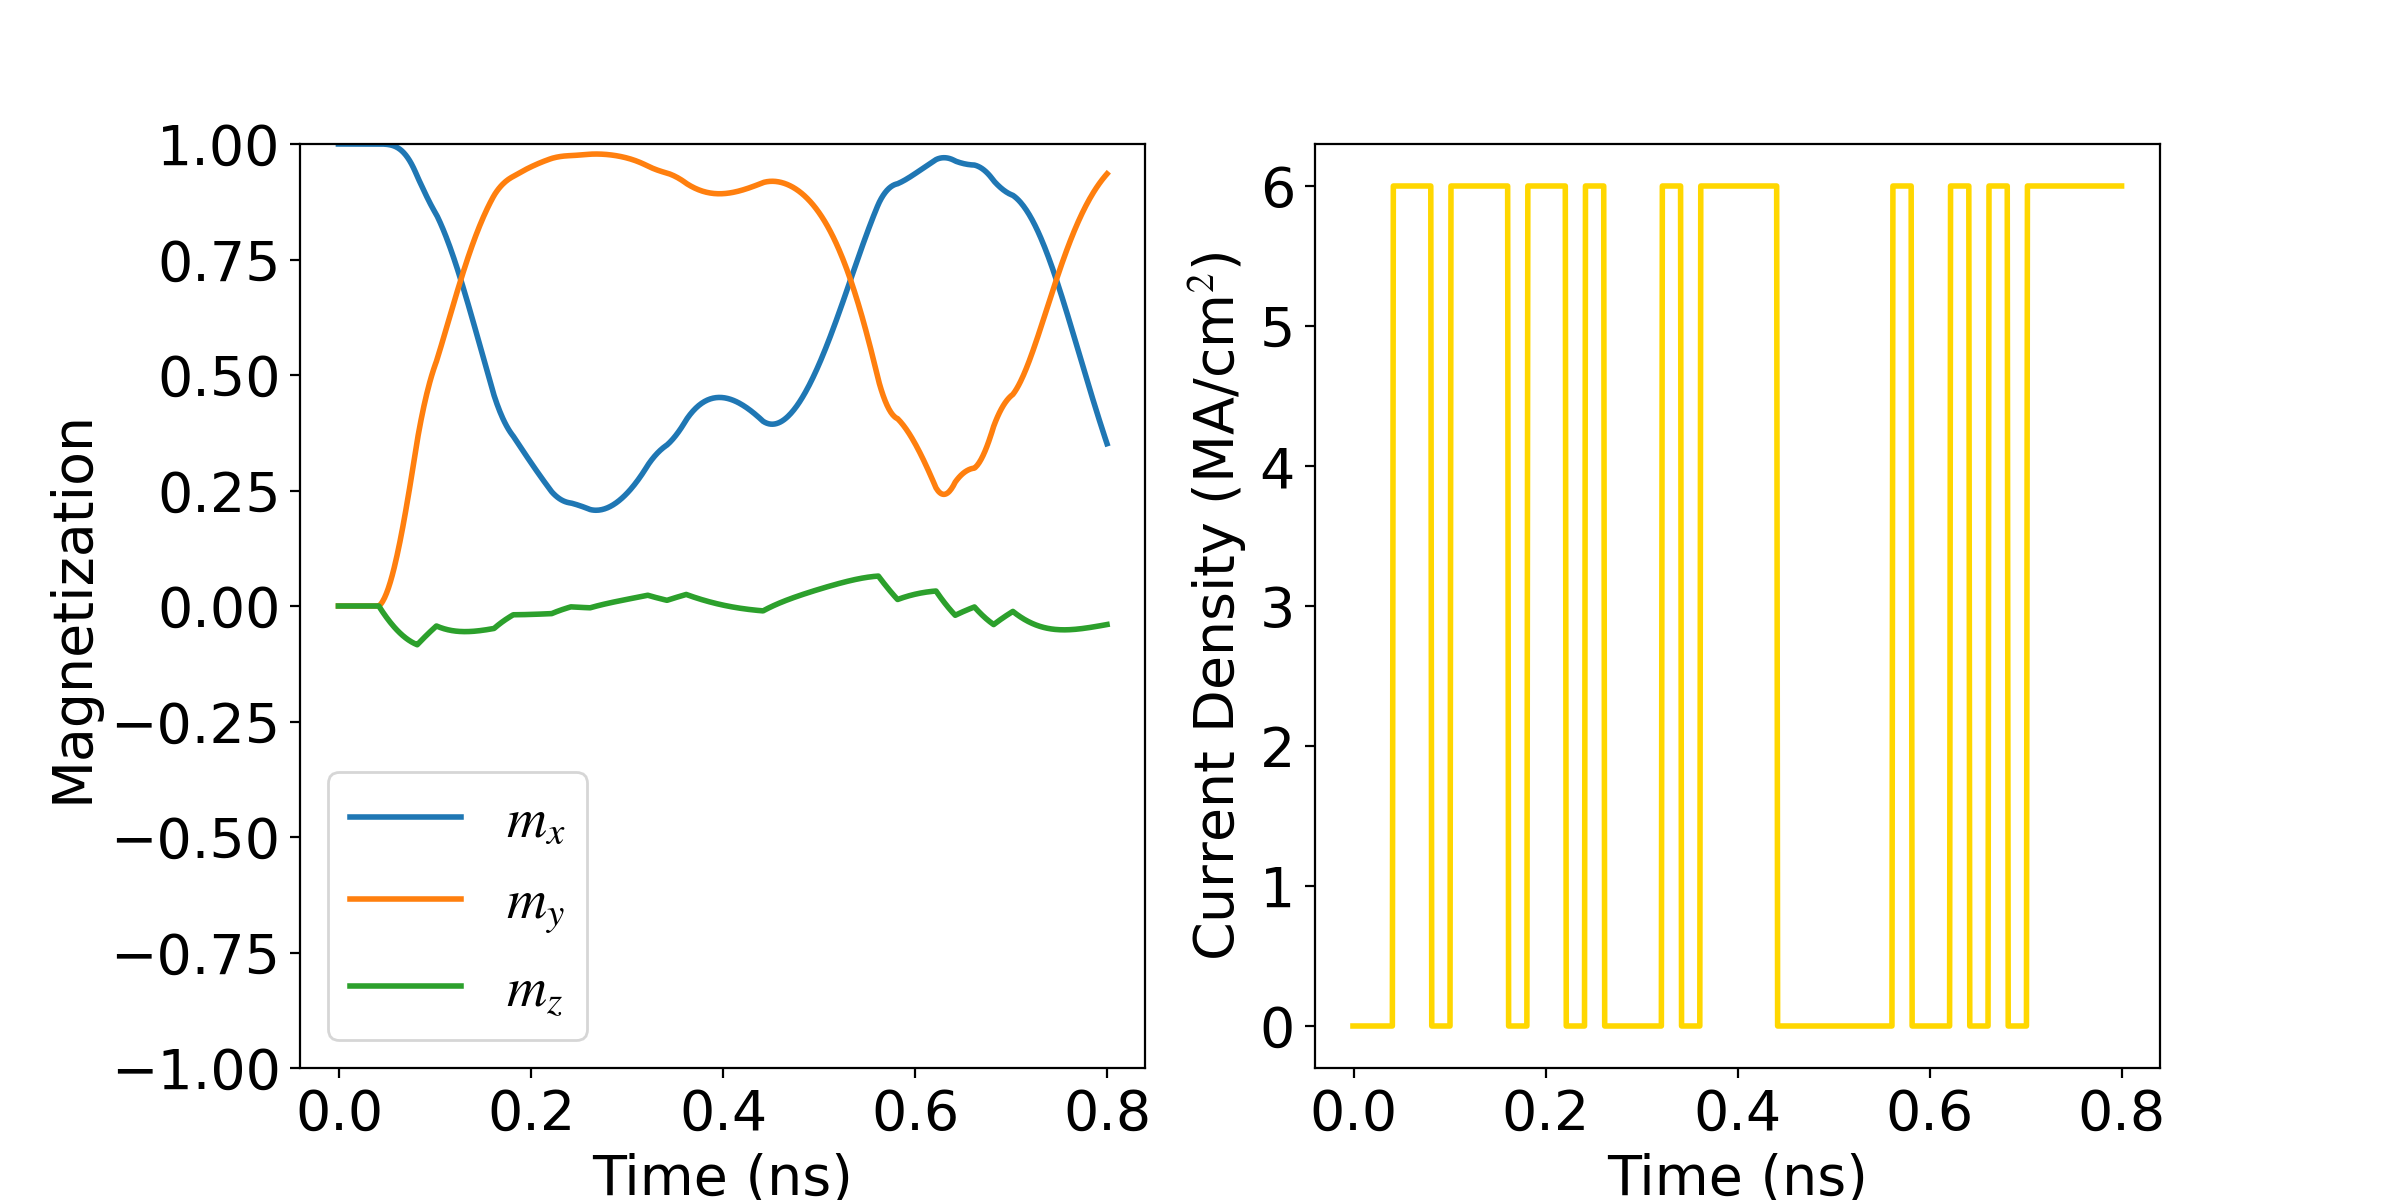 1.00
0.75
0.50
0.25
0.00
−0.25
−0.50
−0.75
−1.00
Magnetization
m_x
m_y
m_z
0.0 0.2 0.4 0.6 0.8
Time (ns)
6
5
4
3
2
1
0
Current Density (MA/cm²)
0.0 0.2 0.4 0.6 0.8
Time (ns)